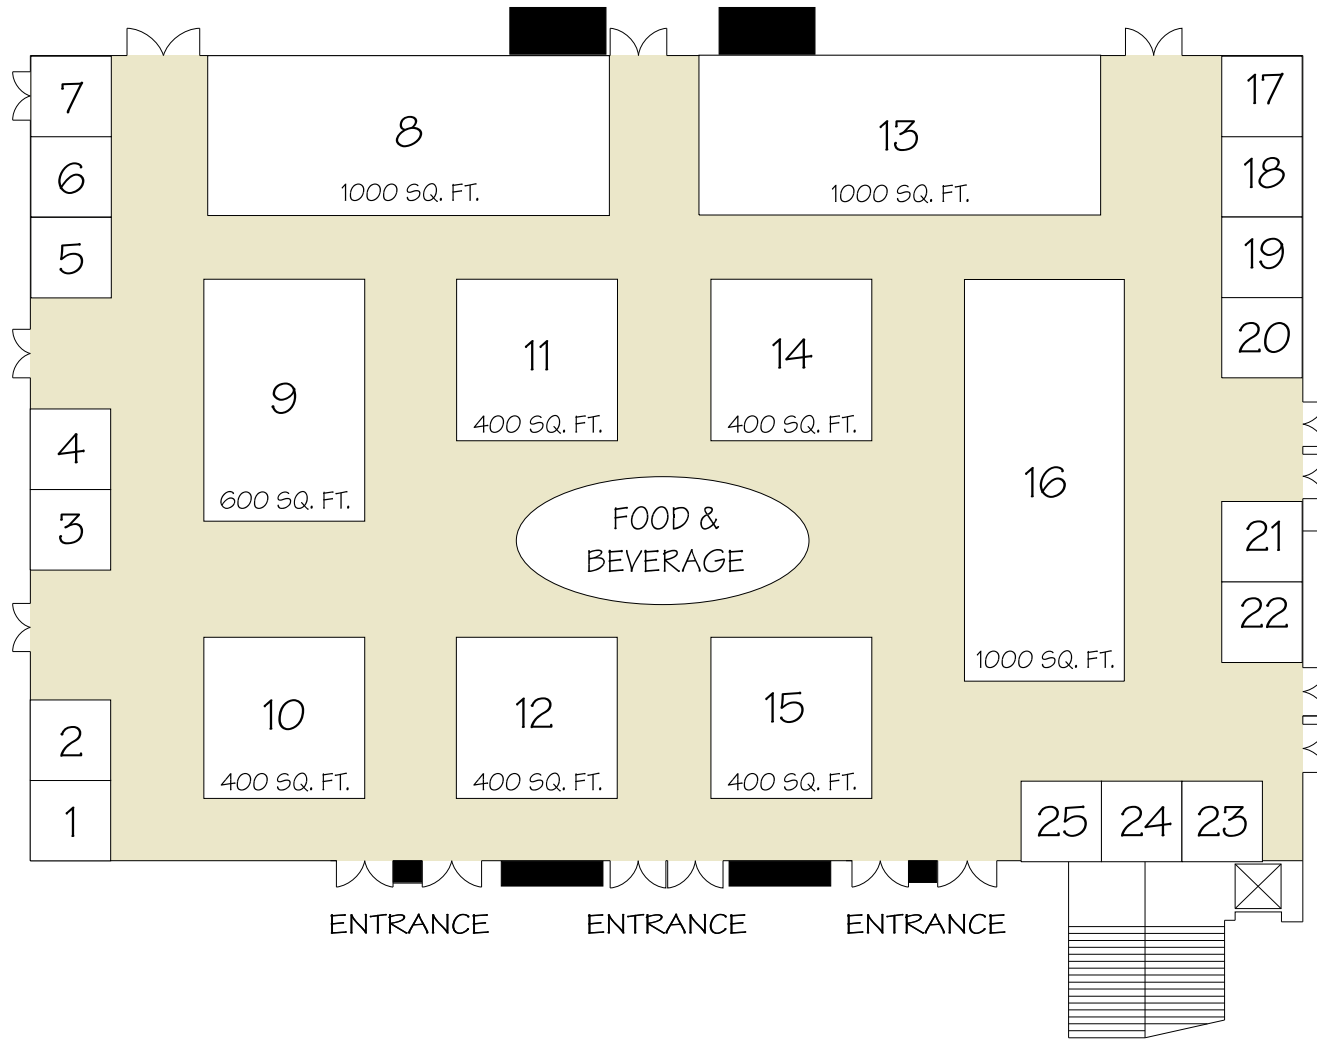 7
8
1000 SQ. FT.
13
1000 SQ. FT.
17
6
18
5
19
20
9
600 SQ. FT.
11
400 SQ. FT.
14
400 SQ. FT.
16
1000 SQ. FT.
4
3
FOOD &
BEVERAGE
21
22
10
400 SQ. FT.
12
400 SQ. FT.
15
400 SQ. FT.
2
1
25
24
23
ENTRANCE
ENTRANCE
ENTRANCE